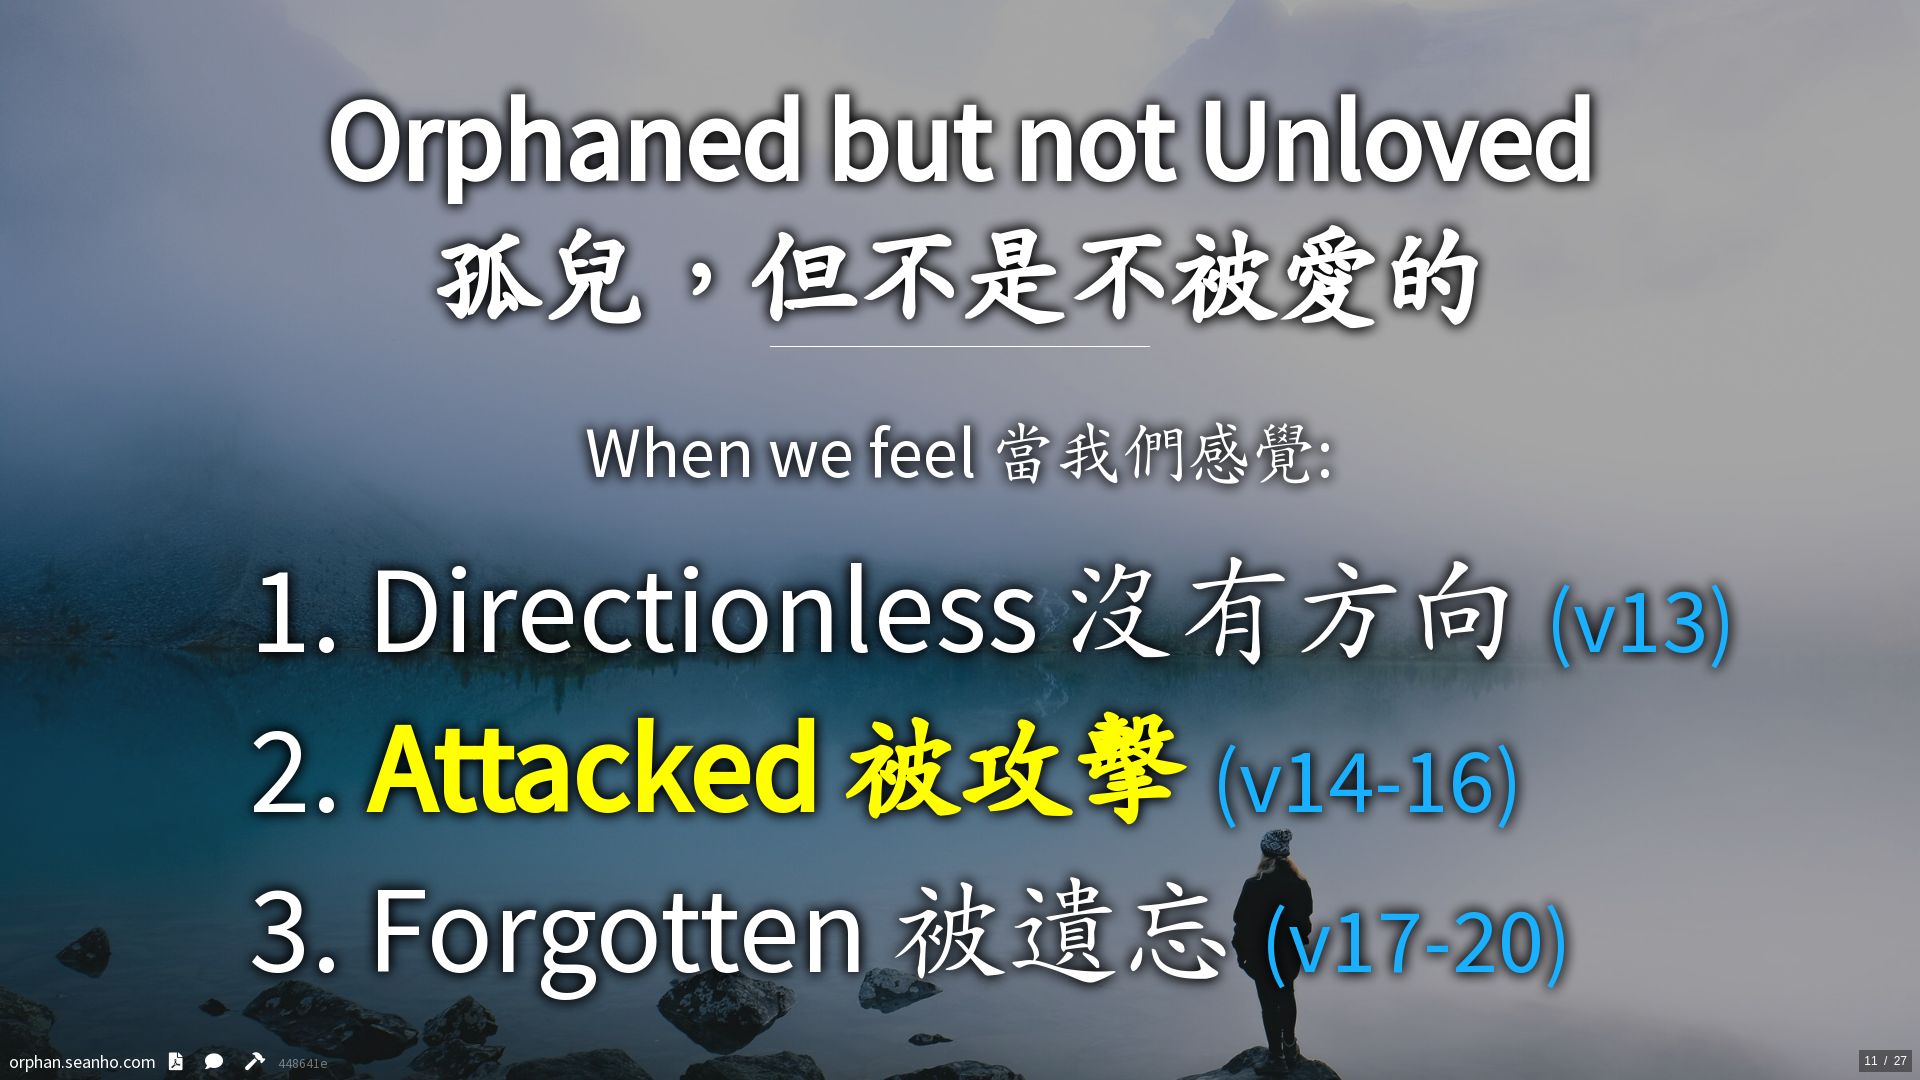 Orphaned but not Unloved
孤兒，但不是不被愛的
When we feel 當我們感覺:
1. Directionless 沒有方向 (v13)
2. Attacked 被攻擊 (v14-16)
3. Forgotten 被遺忘 (v17-20)
orphan.seanho.com 448641e
11 / 27